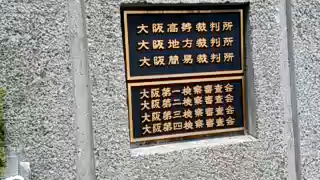 大阪高等裁判所
大阪地方裁判所
大阪簡易裁判所
大阪第一検察審査会
大阪第二検察審査会
大阪第三検察審査会
大阪第四検察審査会